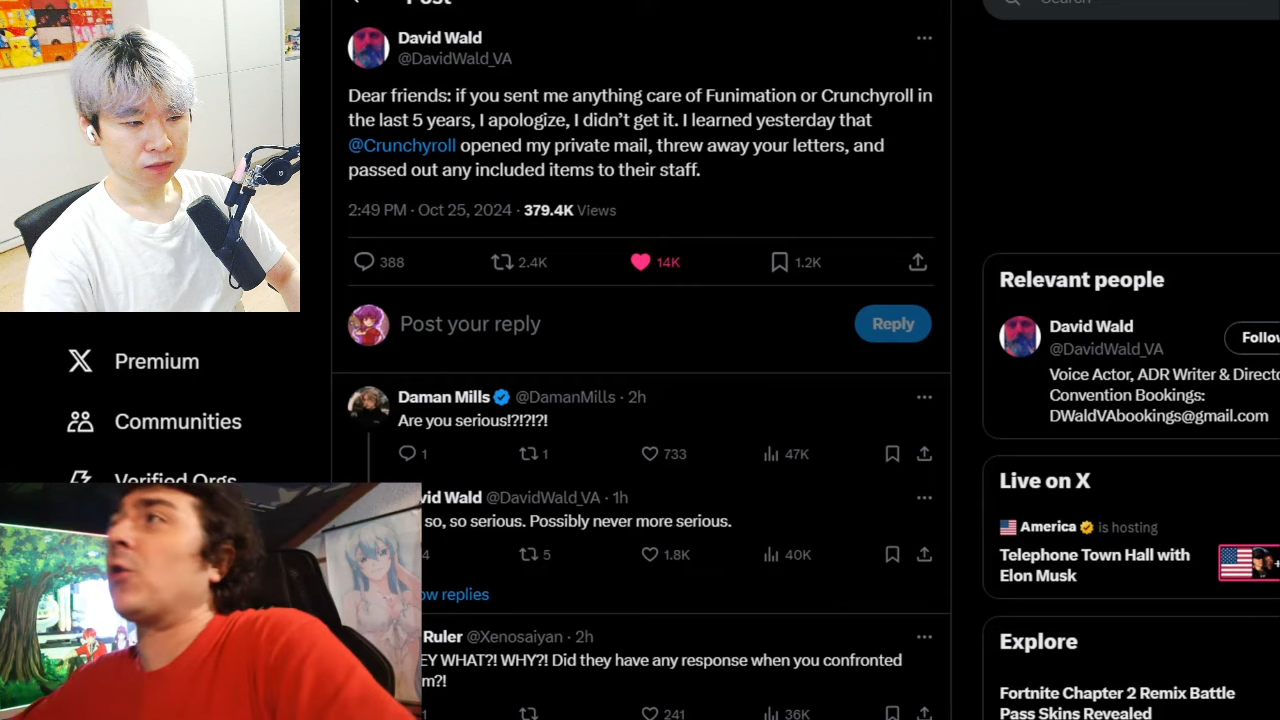 Post
Search
David Wald
@DavidWald_VA
Dear friends: if you sent me anything care of Funimation or Crunchyroll in
the last 5 years, I apologize, I didn’t get it. I learned yesterday that
@Crunchyroll opened my private mail, threw away your letters, and
passed out any included items to their staff.
2:49 PM · Oct 25, 2024 · 379.4K Views
388 2.4K 14K 1.2K
Post your reply
Reply
X Premium
Communities
Verified Orgs
Daman Mills @DamanMills · 2h
Are you serious!?!?!?!
1 1 733 47K
vid Wald @DavidWald_VA · 1h
so, so serious. Possibly never more serious.
4 5 1.8K 40K
ow replies
Ruler @Xenosaiyan · 2h
EY WHAT?! WHY?! Did they have any response when you confronted
m?!
1 241 36K
Relevant people
David Wald
@DavidWald_VA
Follow
Voice Actor, ADR Writer & Directo
Convention Bookings:
DWaldVAbookings@gmail.com
Live on X
America is hosting
Telephone Town Hall with
Elon Musk
Explore
Fortnite Chapter 2 Remix Battle
Pass Skins Revealed